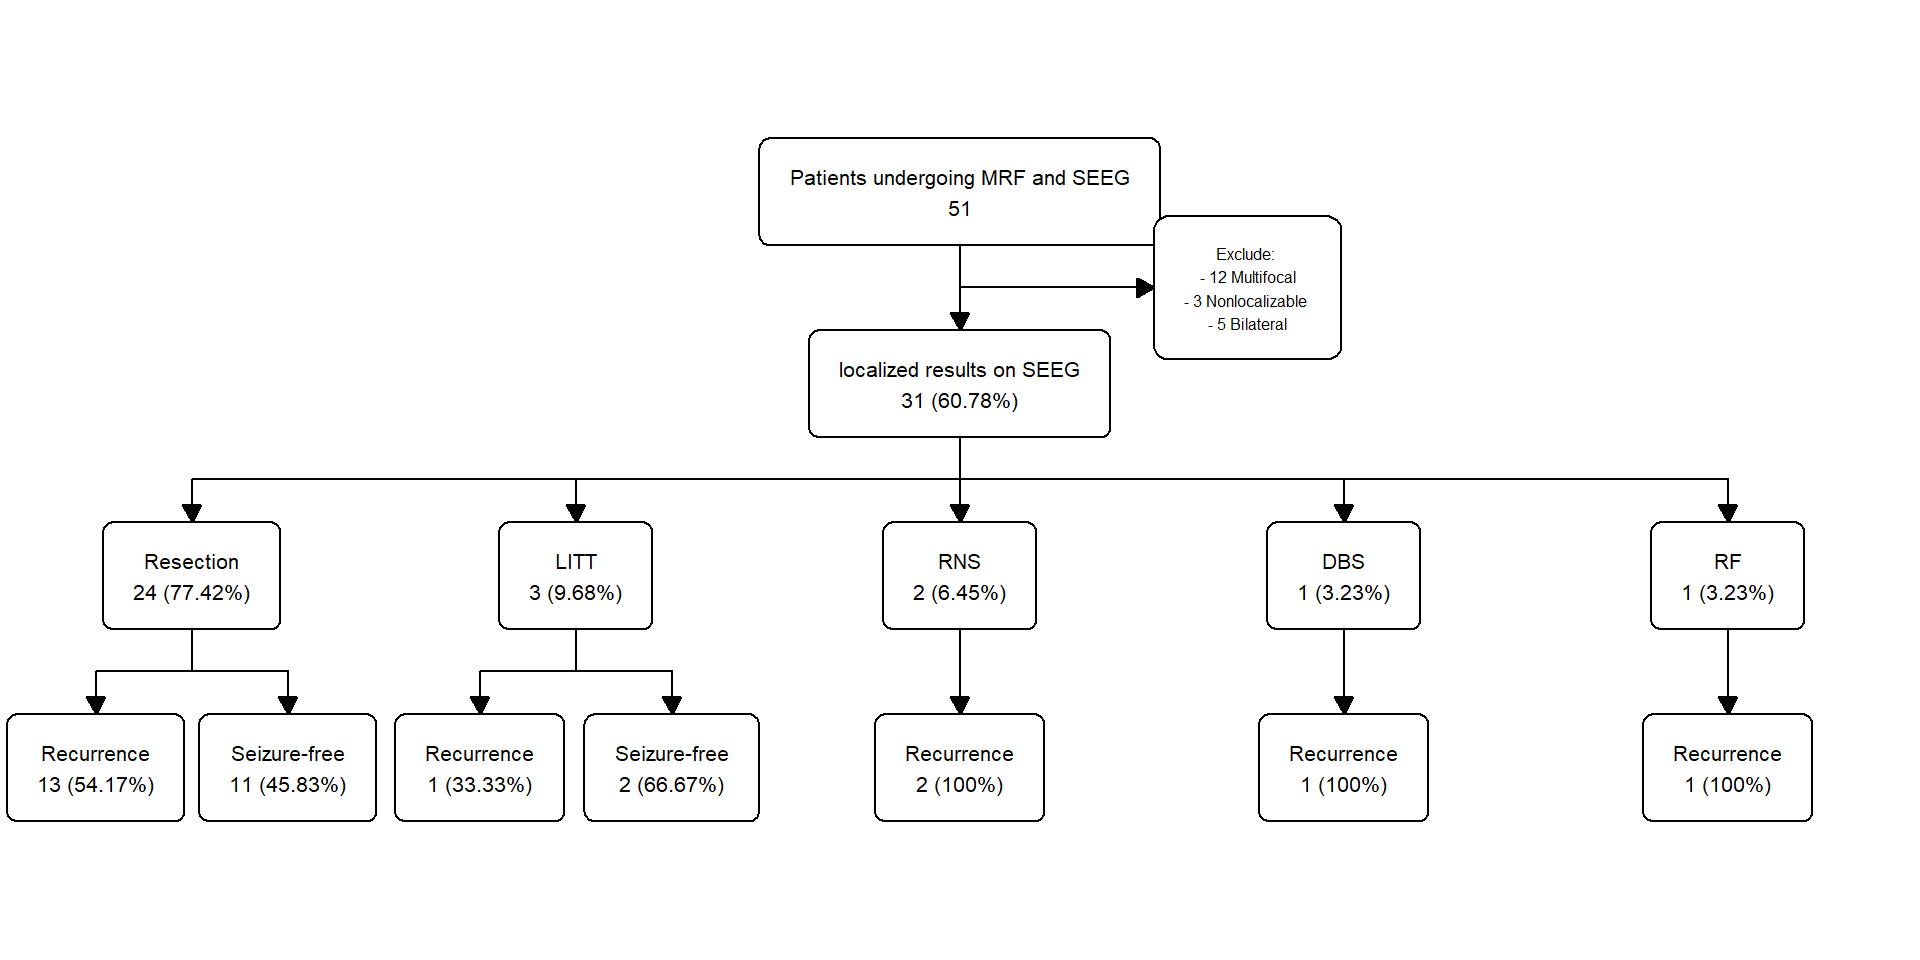 Patients undergoing MRF and SEEG
51
Exclude:
- 12 Multifocal
- 3 Nonlocalizable
- 5 Bilateral
localized results on SEEG
31 (60.78%)
Resection
24 (77.42%)
LITT
3 (9.68%)
RNS
2 (6.45%)
DBS
1 (3.23%)
RF
1 (3.23%)
Recurrence
13 (54.17%)
Seizure-free
11 (45.83%)
Recurrence
1 (33.33%)
Seizure-free
2 (66.67%)
Recurrence
2 (100%)
Recurrence
1 (100%)
Recurrence
1 (100%)